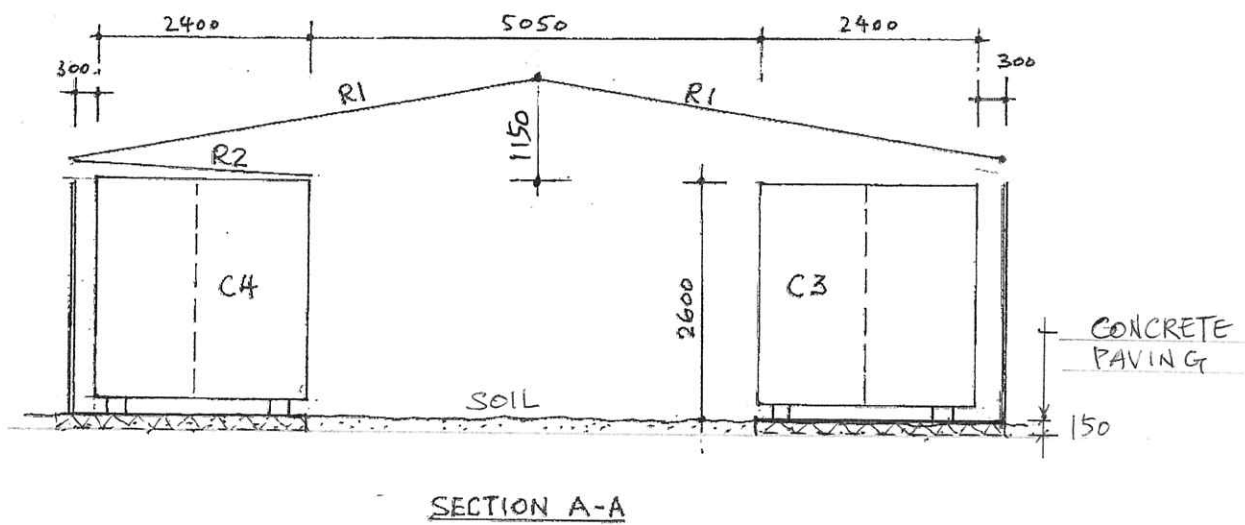 2400 5050 2400
300 300
R1 R1
1150
R2
C4 C3
2600
CONCRETE
PAVING
SOIL
150
SECTION A-A